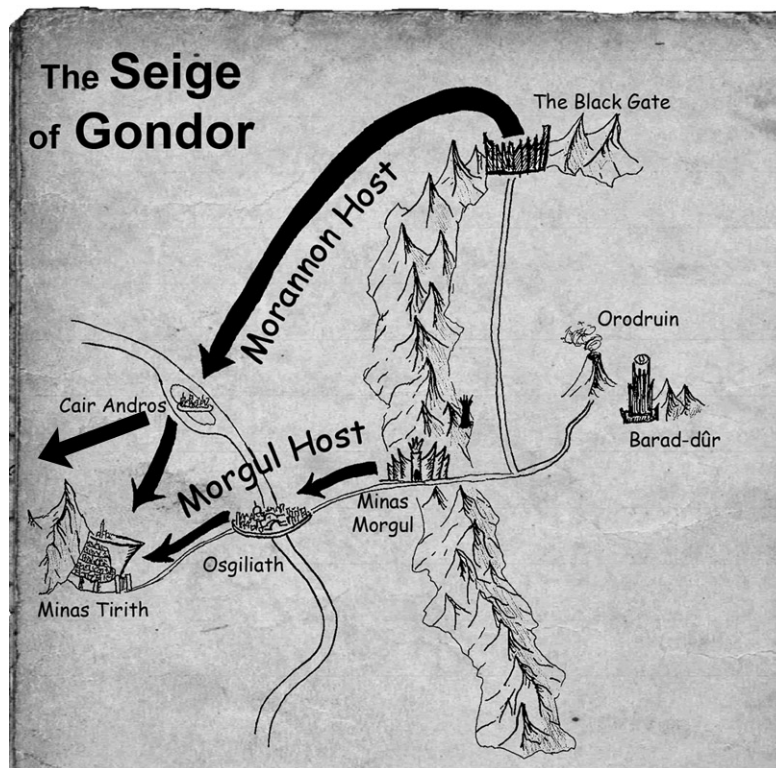 The Seige
of Gondor
The Black Gate
Morannon Host
Orodruin
Cair Andros
Barad-dûr
Morgul Host
Minas
Morgul
Osgiliath
Minas Tirith